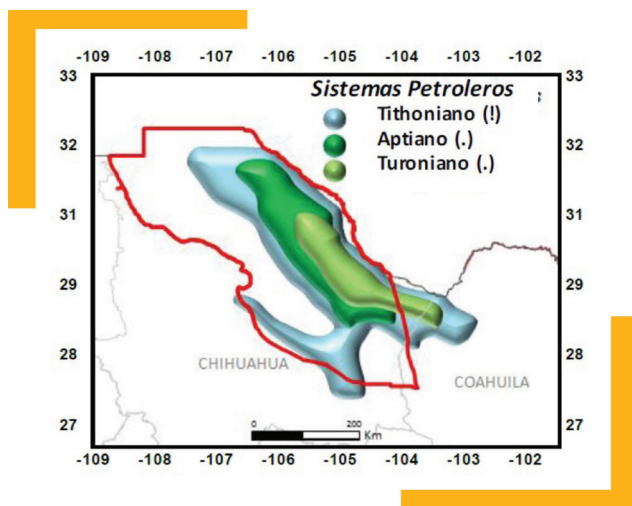 -109 -108 -107 -106 -105 -104 -103 -102
33 33
Sistemas Petroleros
Tithoniano (!)
Aptiano (.)
Turoniano (.)
32 32
31 31
29 29
28 28
CHIHUAHUA
COAHUILA
27 27
0 200
Km
-109 -108 -107 -106 -105 -104 -103 -102